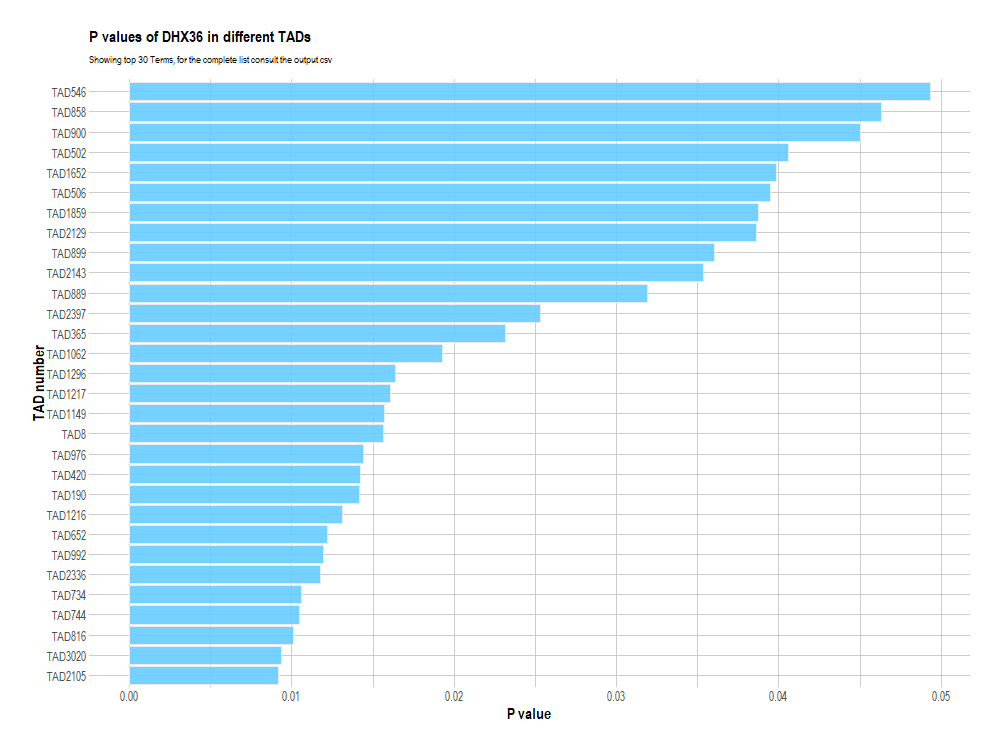 P values of DHX36 in different TADs
Showing top 30 Terms, for the complete list consult the output csv
TAD number
TAD546
TAD858
TAD900
TAD502
TAD1652
TAD506
TAD1859
TAD2129
TAD899
TAD2143
TAD889
TAD2397
TAD365
TAD1062
TAD1296
TAD1217
TAD1149
TAD8
TAD976
TAD420
TAD190
TAD1216
TAD652
TAD992
TAD2336
TAD734
TAD744
TAD816
TAD3020
TAD2105
0.00 0.01 0.02 0.03 0.04 0.05
P value